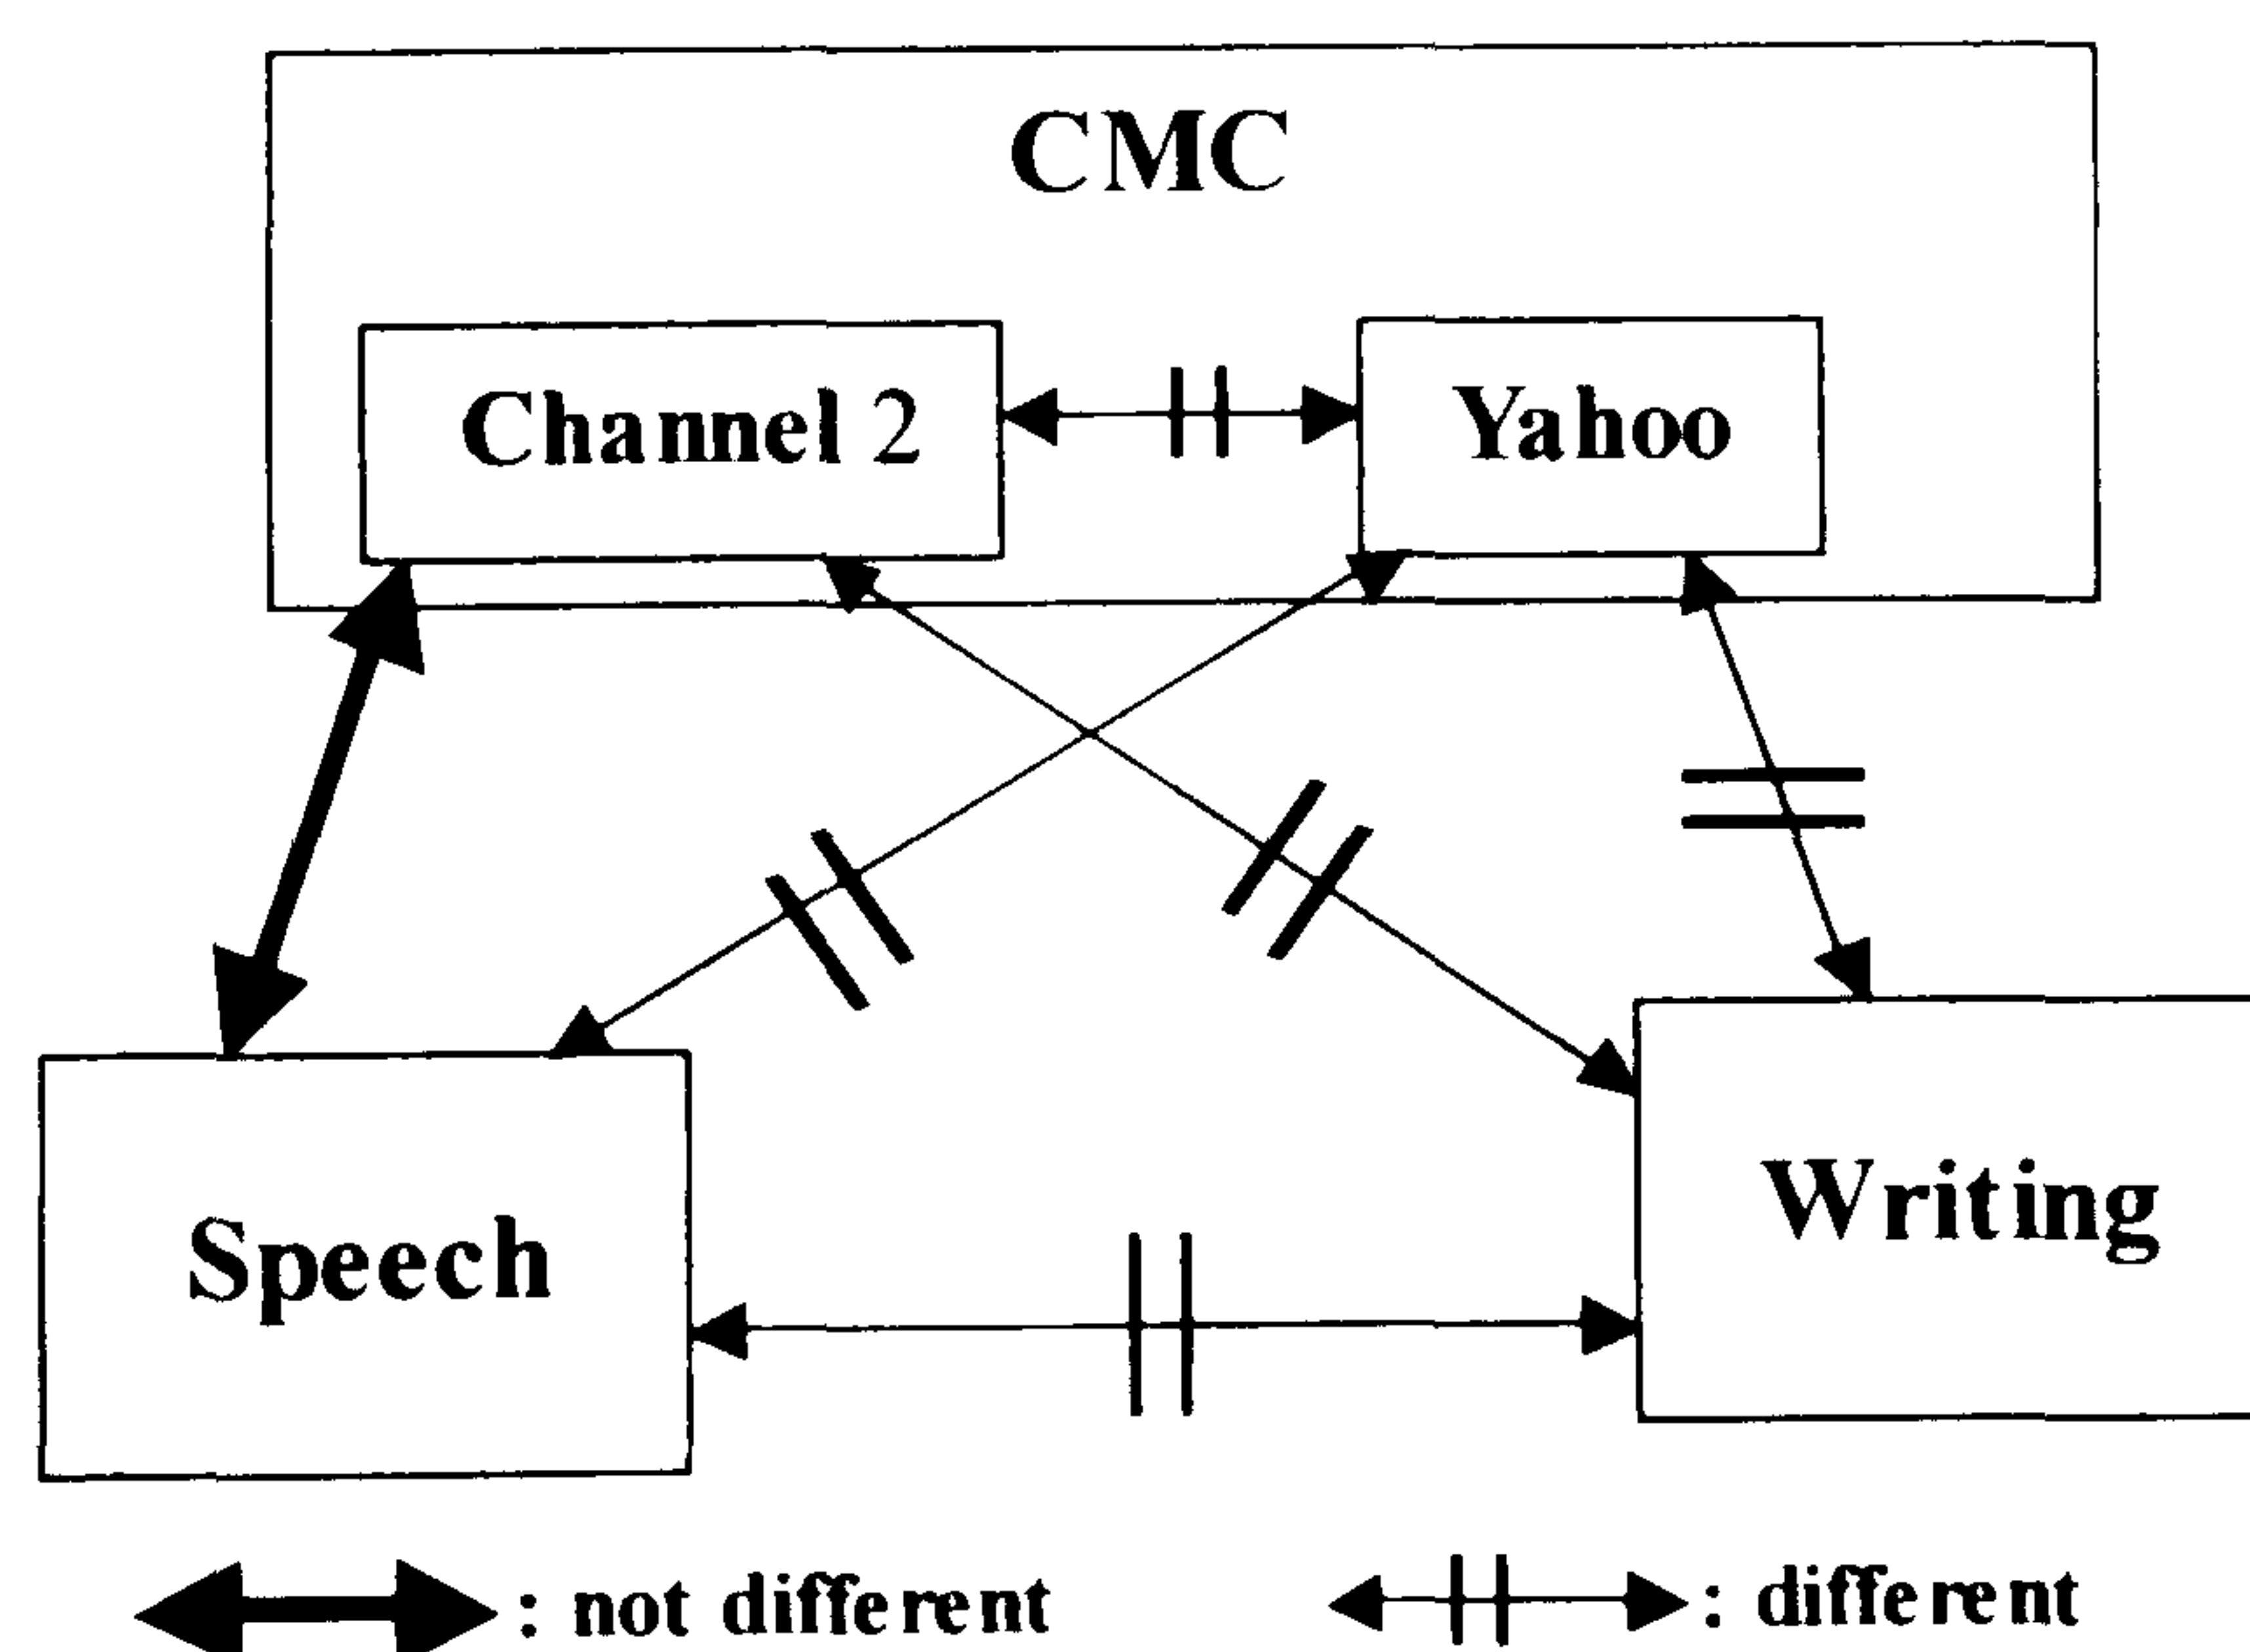 CMC
Channel 2
Yahoo
Speech
Writing
: not different
: different